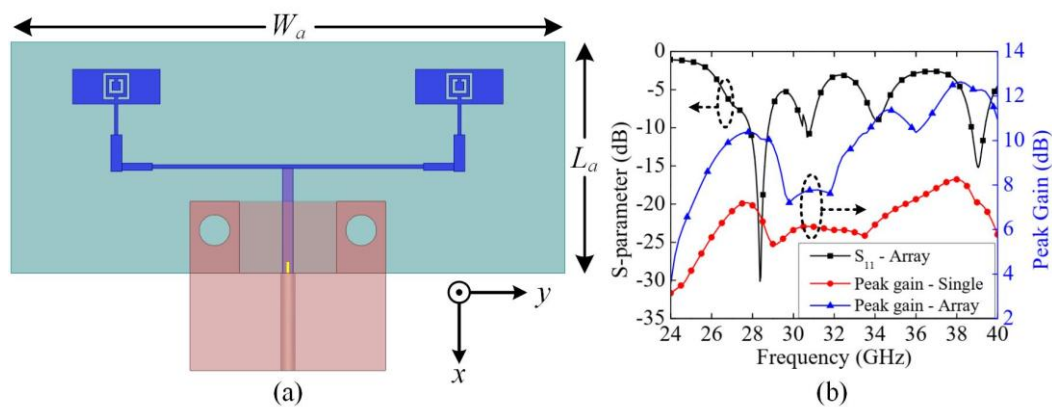 Wₐ
Lₐ
y
x
(a)
S-parameter (dB)
0
-5
-10
-15
-20
-25
-30
-35
24 26 28 30 32 34 36 38 40
Frequency (GHz)
14
12
10
8
6
4
2
Peak Gain (dB)
S₁₁ - Array
Peak gain - Single
Peak gain - Array
(b)